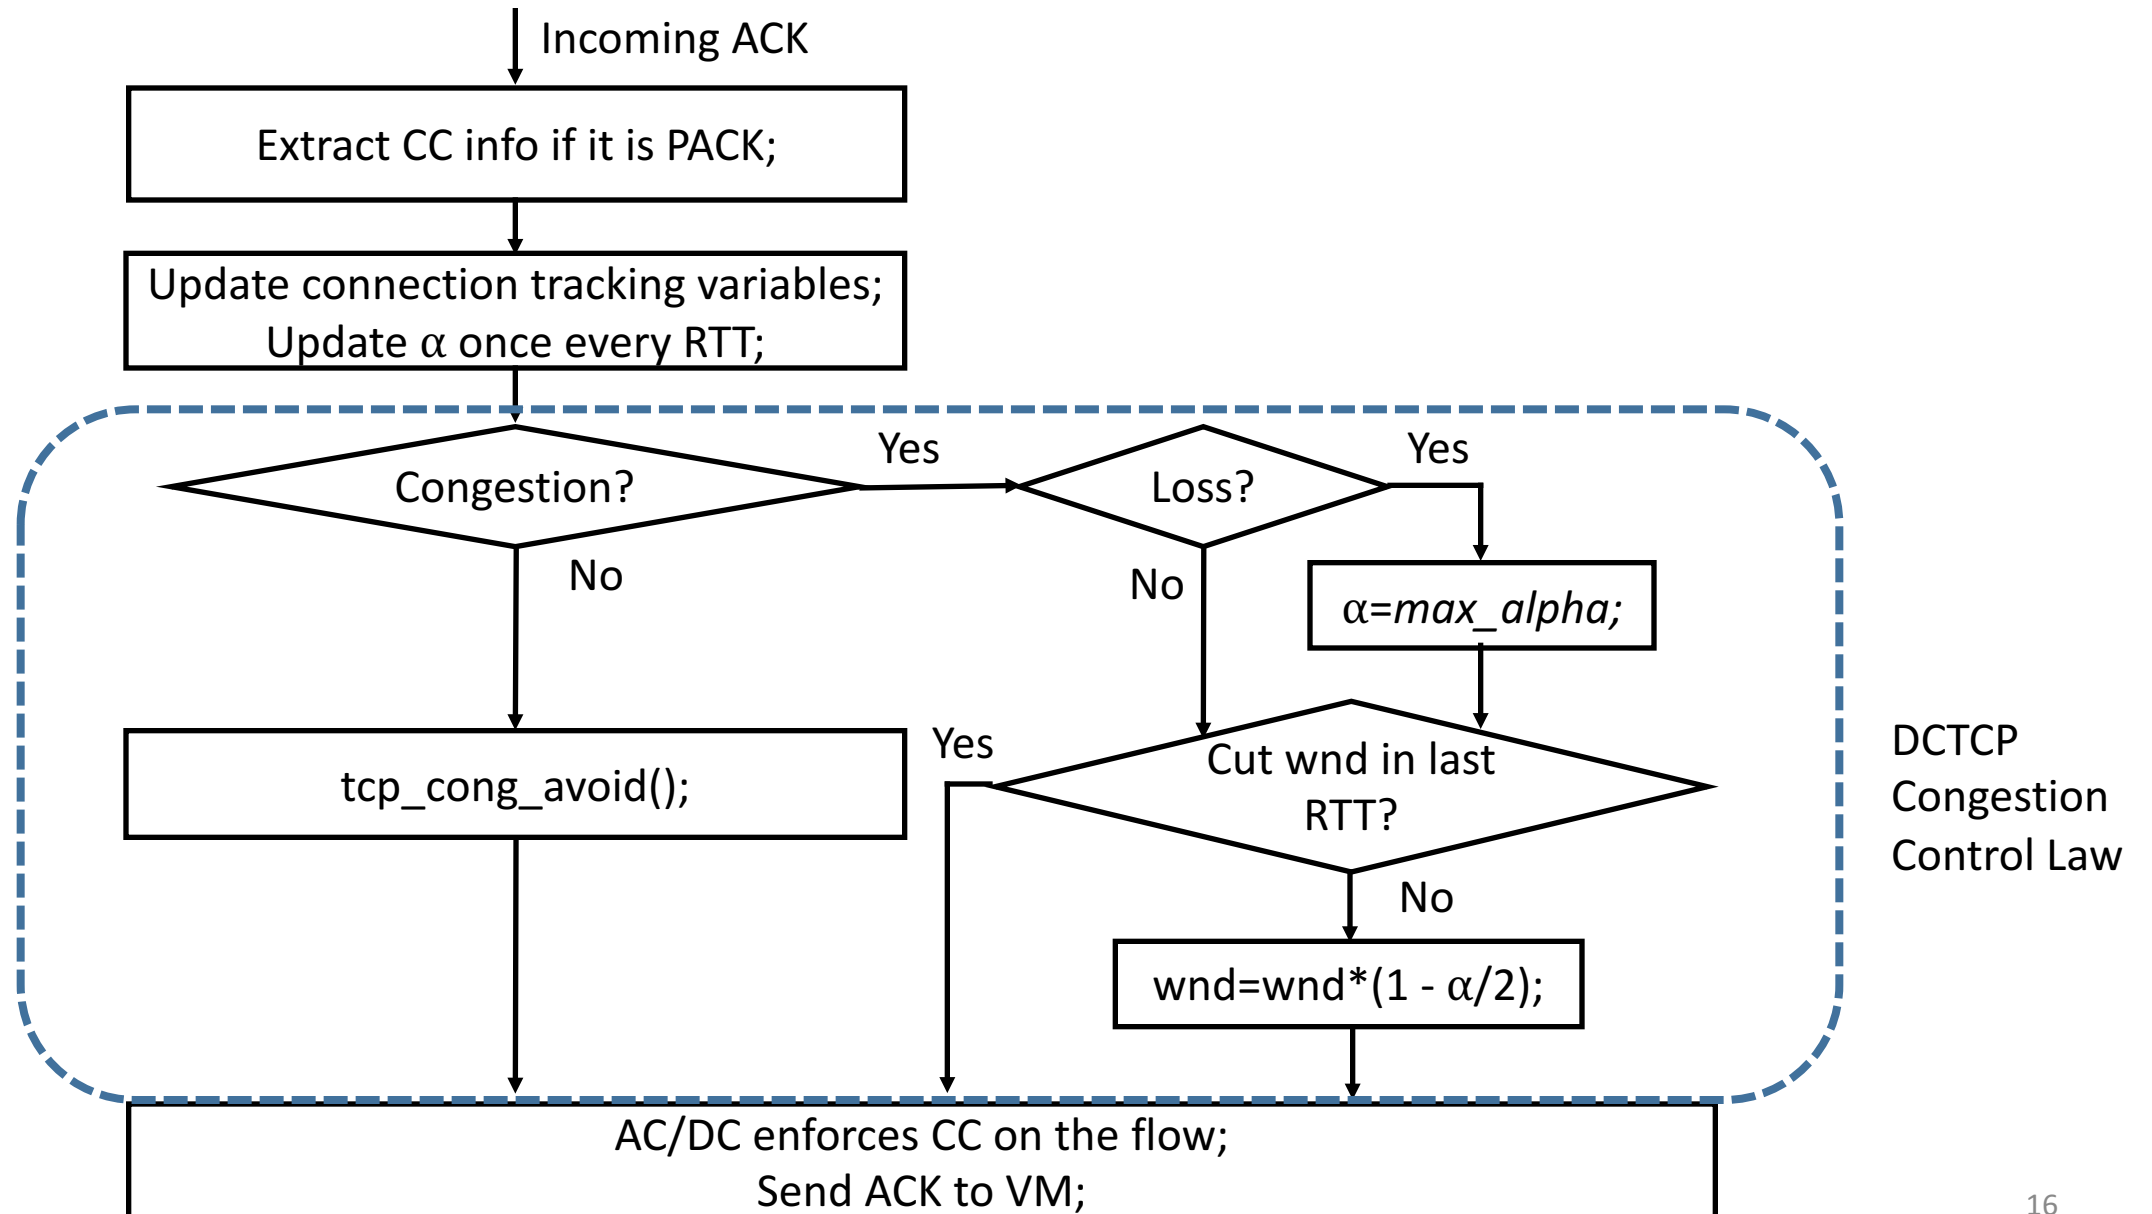 Incoming ACK
Extract CC info if it is PACK;
Update connection tracking variables;
Update α once every RTT;
Congestion?
Yes
Loss?
Yes
No
No
α=max_alpha;
tcp_cong_avoid();
Yes
Cut wnd in last
RTT?
No
wnd=wnd*(1 - α/2);
DCTCP
Congestion
Control Law
AC/DC enforces CC on the flow;
Send ACK to VM;
16